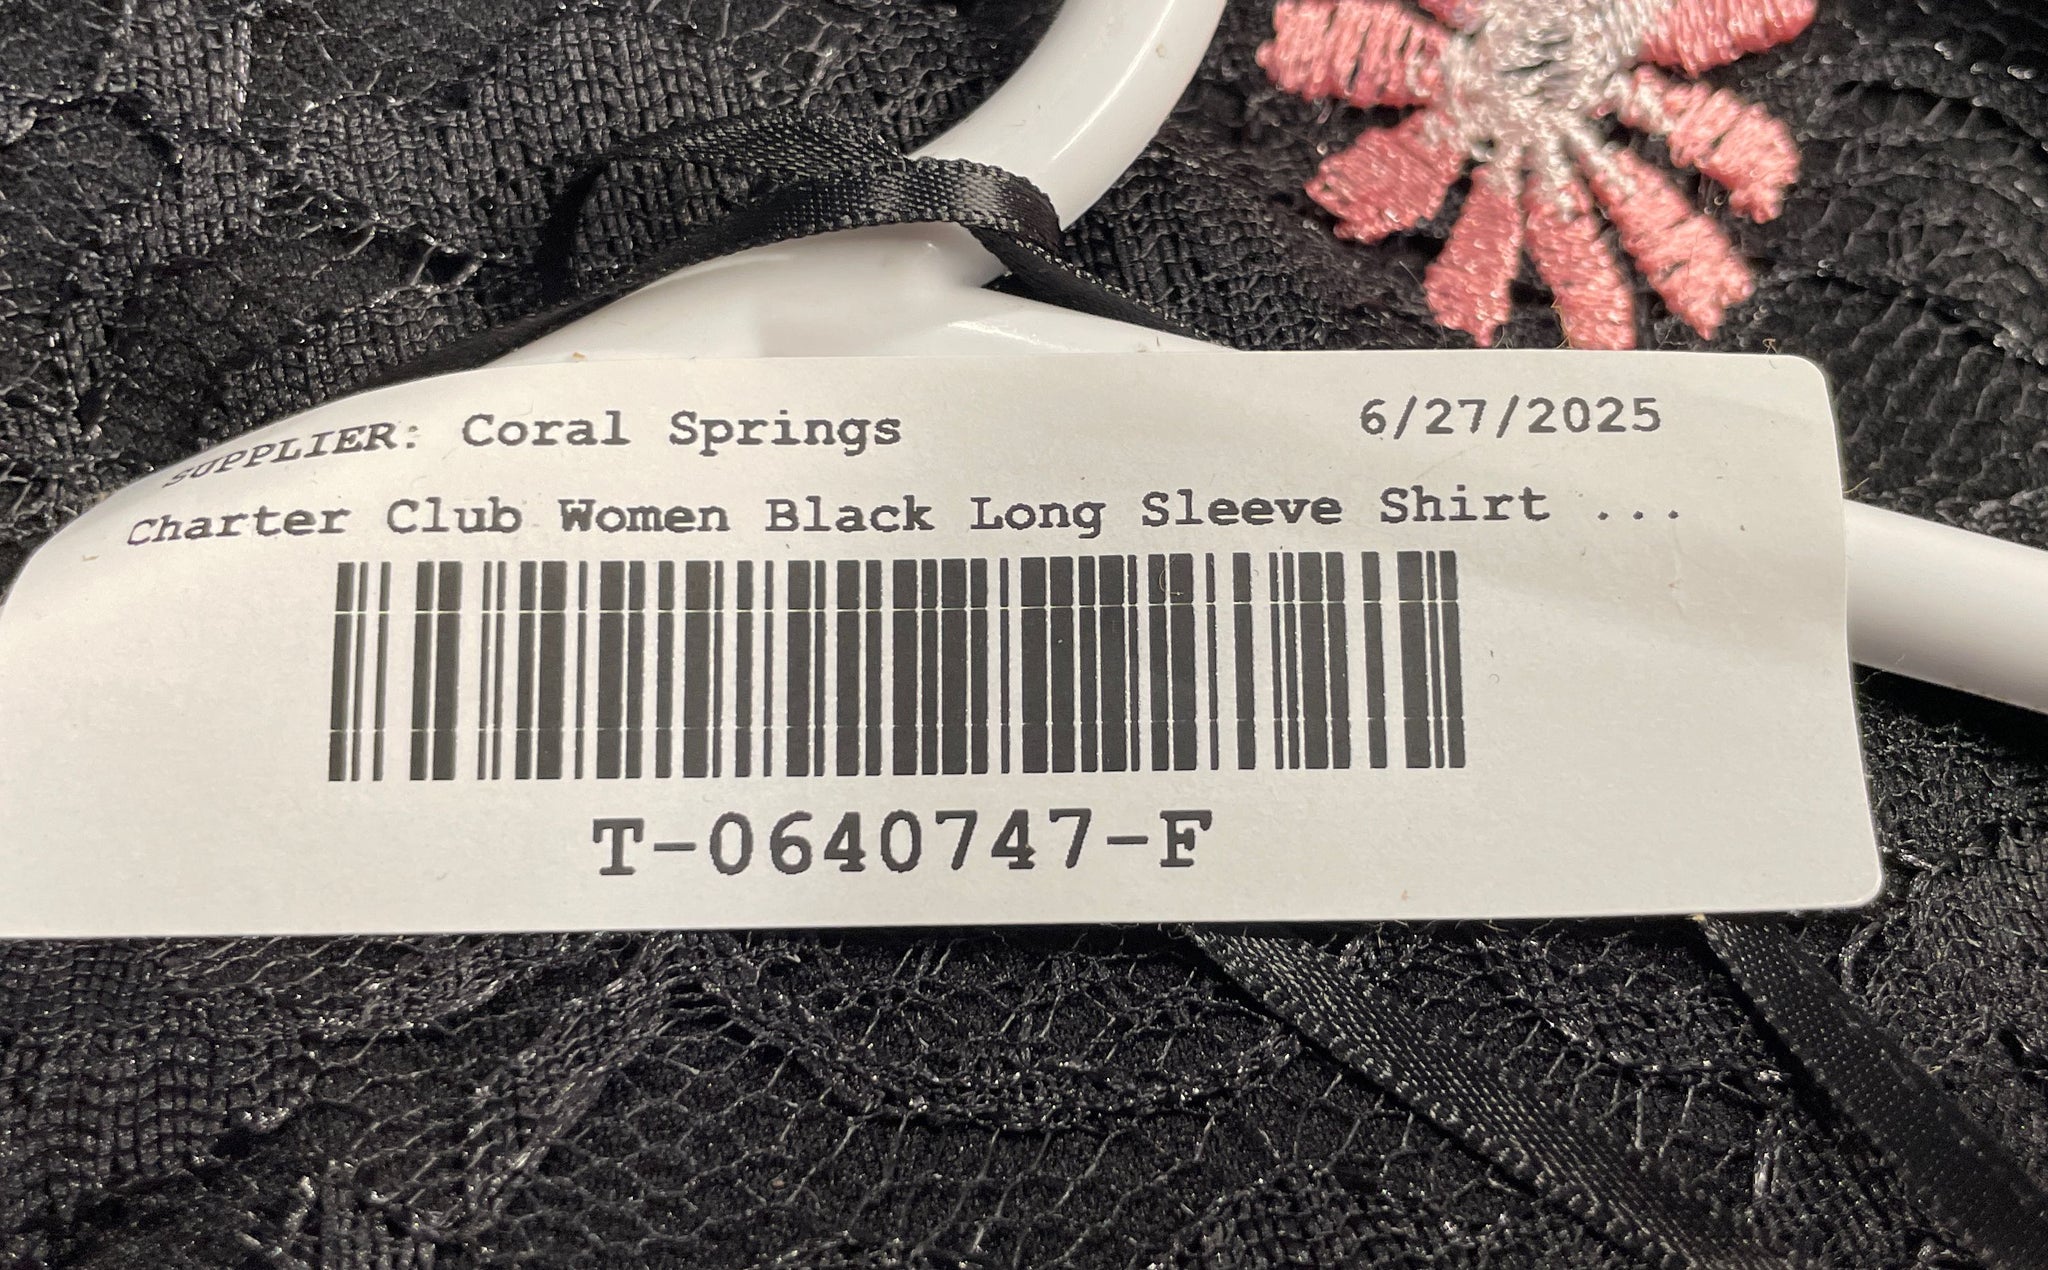 SUPPLIER: Coral Springs 6/27/2025
Charter Club Women Black Long Sleeve Shirt ...
T-0640747-F